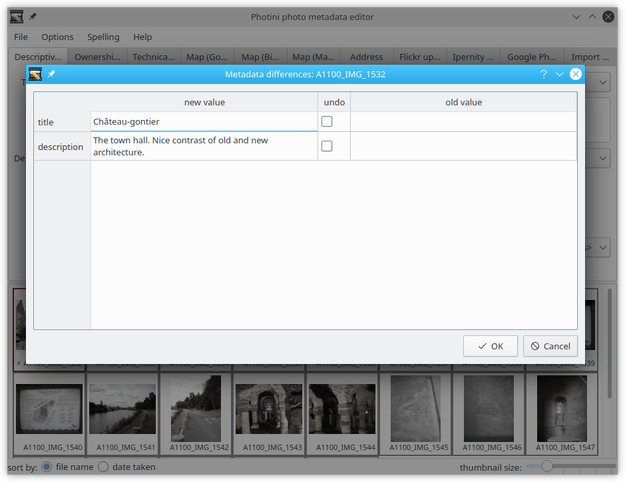 Photini photo metadata editor
File Options Spelling Help
Descriptiv... Ownershi... Technica... Map (Go... Map (Bi... Map (Ma... Address Flickr up... Ipernity ... Google Ph... Import ...
Metadata differences: A1100_IMG_1532
new value undo old value
title Château-gontier
description The town hall. Nice contrast of old and new
architecture.
OK Cancel
A1100_IMG_1540 A1100_IMG_1541 A1100_IMG_1542 A1100_IMG_1543 A1100_IMG_1544 A1100_IMG_1545 A1100_IMG_1546 A1100_IMG_1547
sort by: file name date taken thumbnail size: